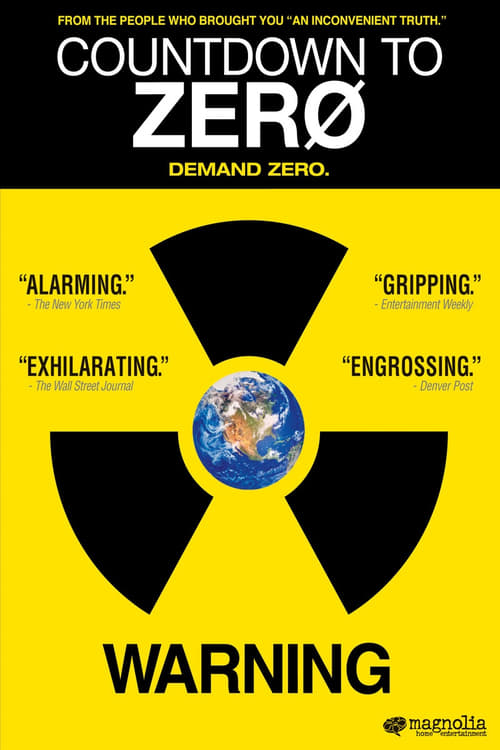 FROM THE PEOPLE WHO BROUGHT YOU “AN INCONVENIENT TRUTH.”
COUNTDOWN TO
ZERØ
DEMAND ZERO.
“ALARMING.”
- The New York Times
“GRIPPING.”
- Entertainment Weekly
“EXHILARATING.”
- The Wall Street Journal
“ENGROSSING.”
- Denver Post
WARNING
magnolia
home entertainment